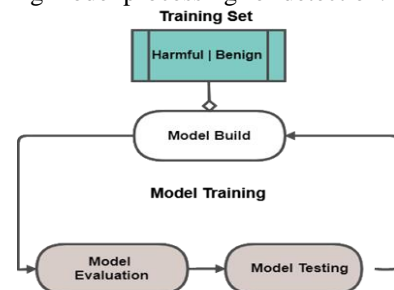 Training Set
Harmful | Benign
Model Build
Model Training
Model
Evaluation
Model Testing